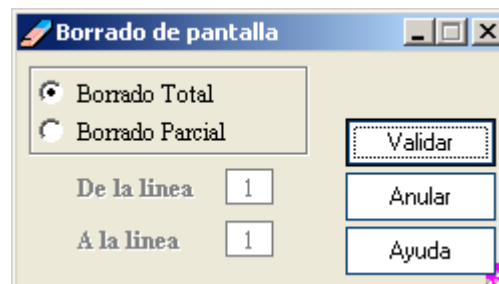 Borrado de pantalla
Borrado Total
Borrado Parcial
De la linea 1
A la linea 1
Validar
Anular
Ayuda